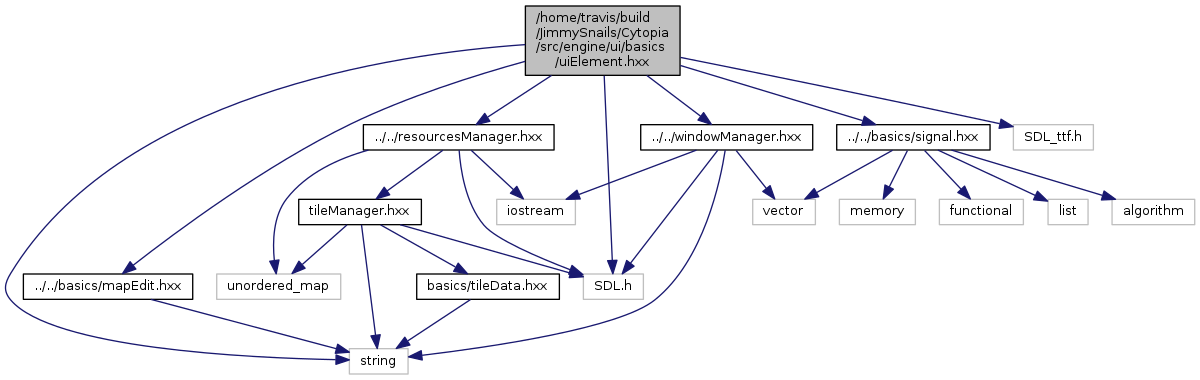 /home/travis/build
/JimmySnails/Cytopia
/src/engine/ui/basics
/uiElement.hxx
../../resourcesManager.hxx
../../windowManager.hxx
../../basics/signal.hxx
SDL_ttf.h
tileManager.hxx
iostream
vector
memory
functional
list
algorithm
../../basics/mapEdit.hxx
unordered_map
basics/tileData.hxx
SDL.h
string